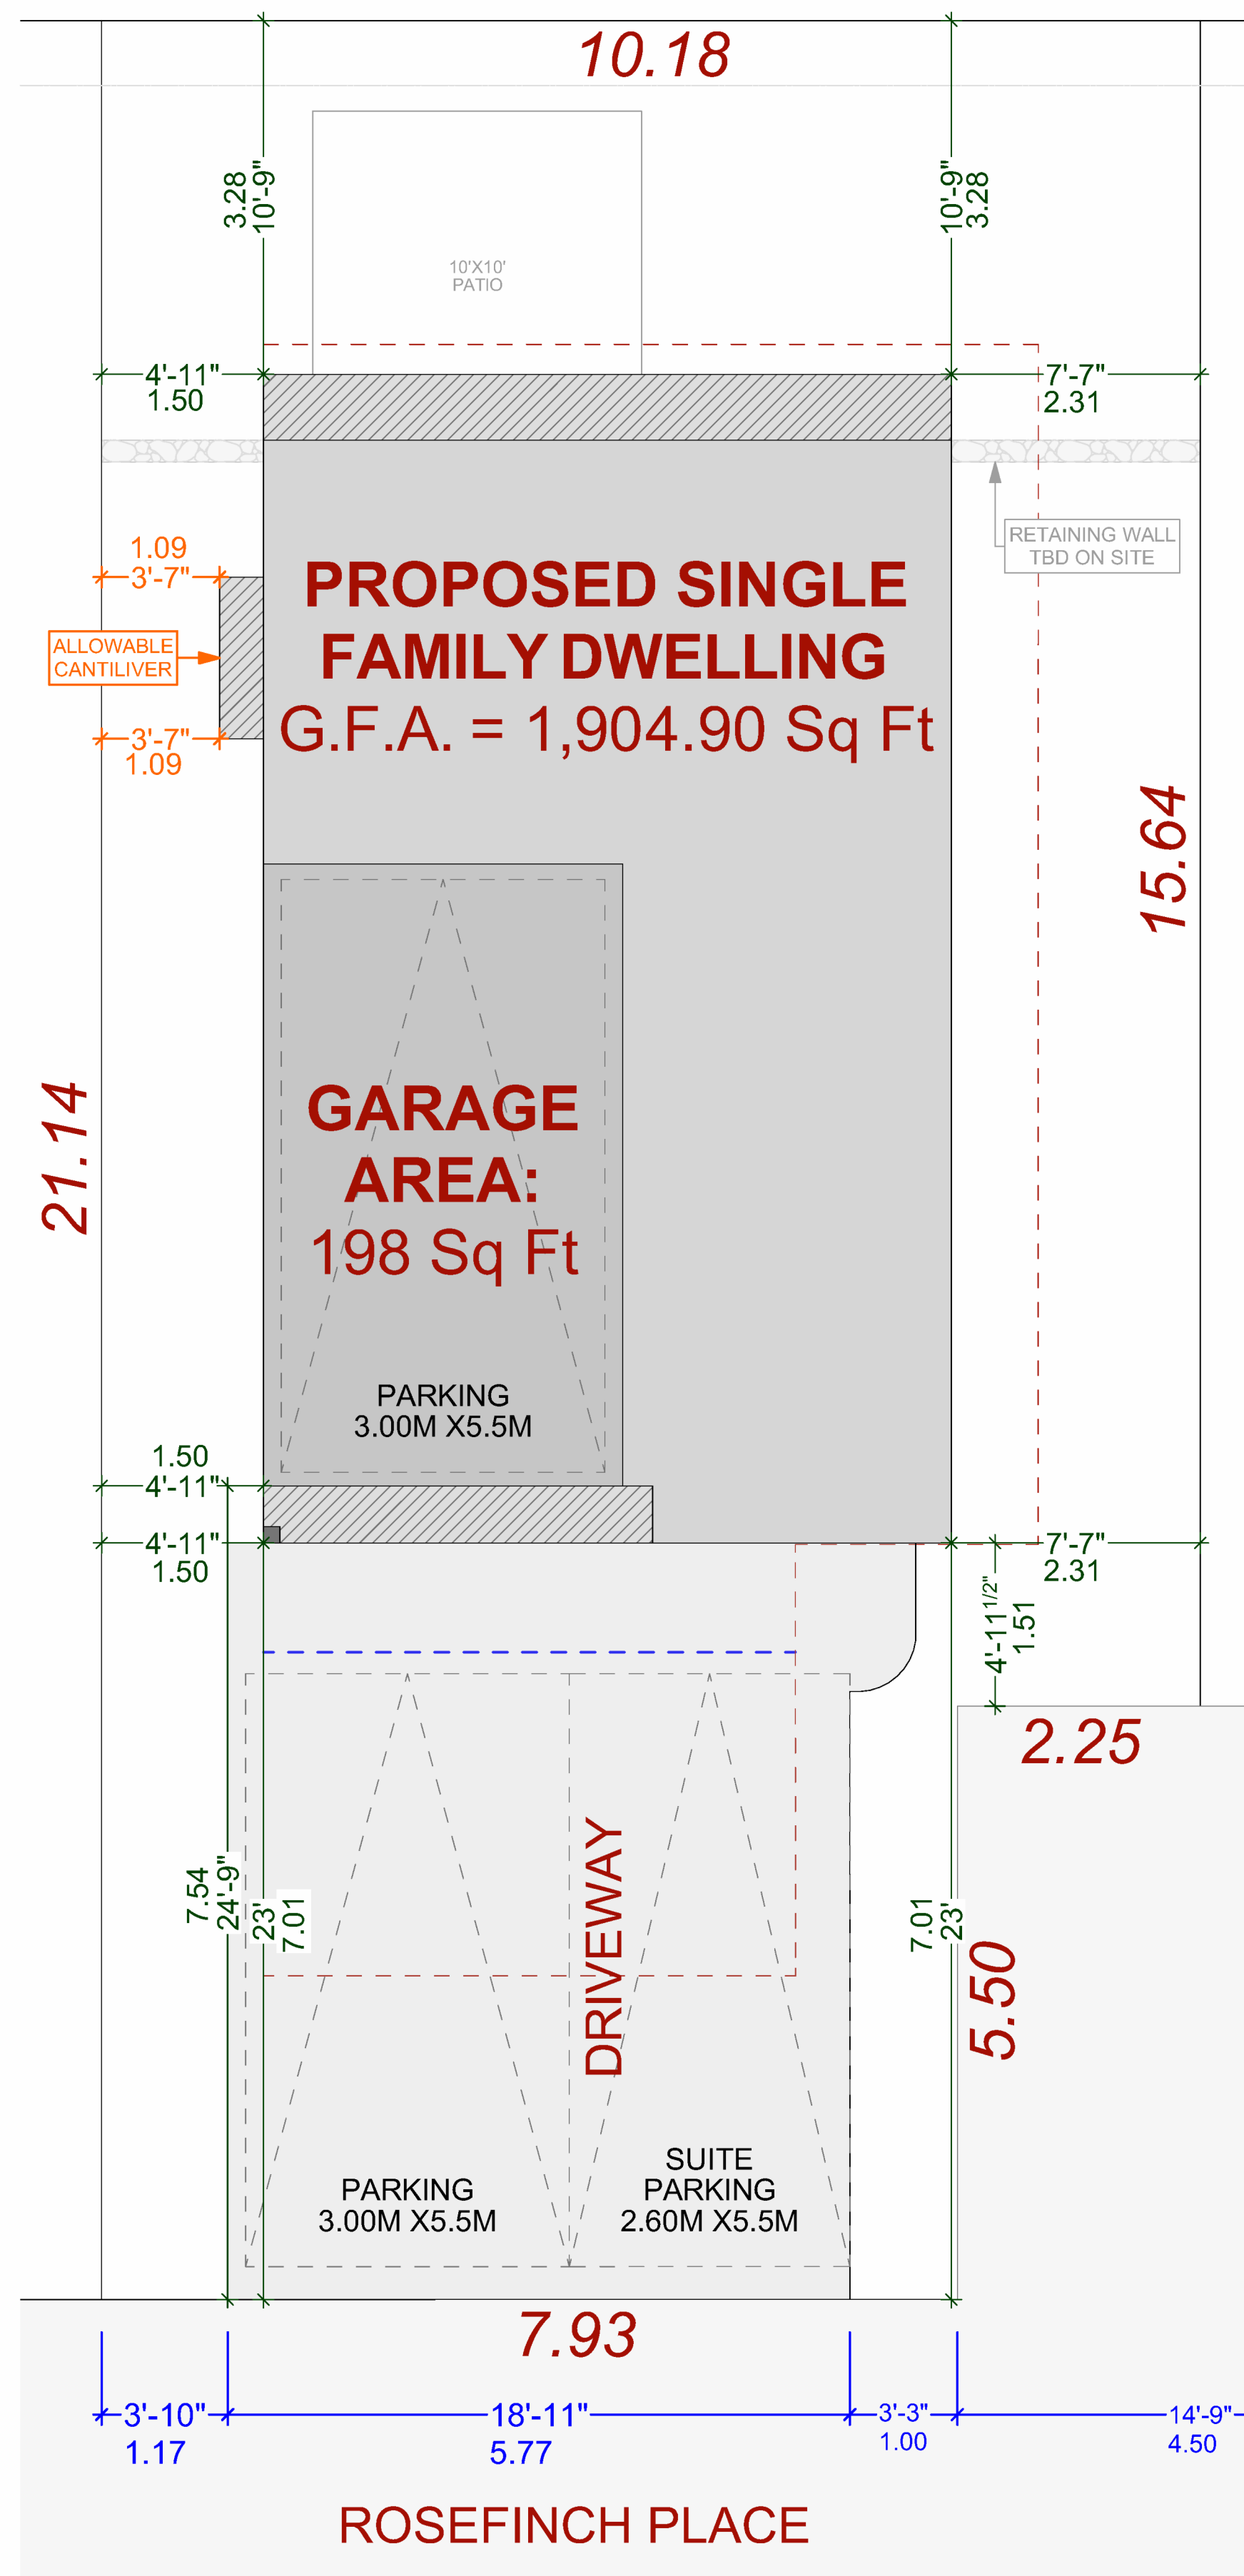 10.18
3.28
10'-9"
10'-9"
3.28
10'X10'
PATIO
4'-11"
1.50
7'-7"
2.31
RETAINING WALL
TBD ON SITE
1.09
3'-7"
ALLOWABLE
CANTILIVER
3'-7"
1.09
PROPOSED SINGLE
FAMILY DWELLING
G.F.A. = 1,904.90 Sq Ft
15.64
21.14
GARAGE
AREA:
198 Sq Ft
PARKING
3.00M X5.5M
1.50
4'-11"
4'-11"
1.50
7'-7"
2.31
4'-11 1/2"
1.51
2.25
7.54
24'-9"
23'
7.01
DRIVEWAY
7.01
23'
5.50
PARKING
3.00M X5.5M
SUITE
PARKING
2.60M X5.5M
7.93
3'-10"
1.17
18'-11"
5.77
3'-3"
1.00
14'-9"
4.50
ROSEFINCH PLACE